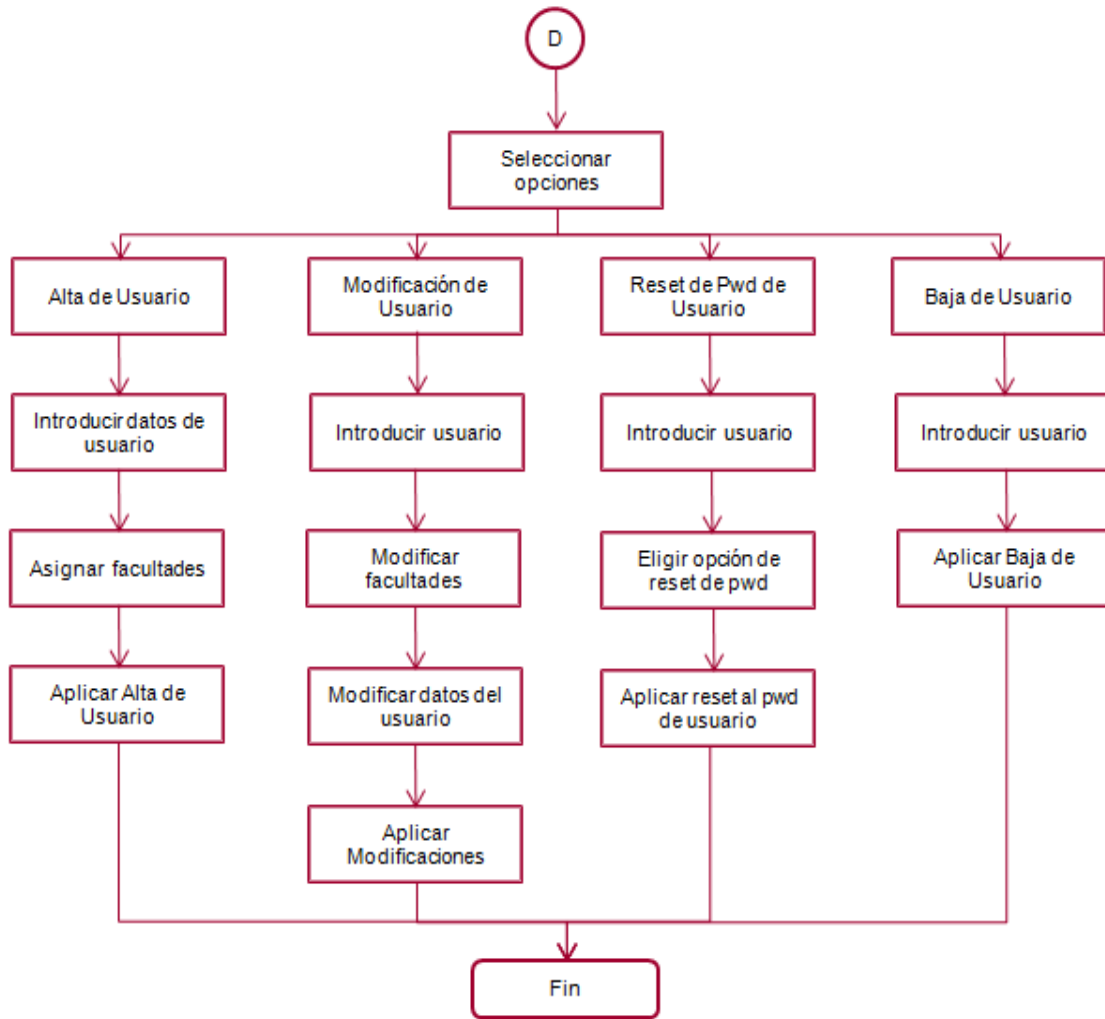 D
Seleccionar
opciones
Alta de Usuario
Modificación de
Usuario
Reset de Pwd de
Usuario
Baja de Usuario
Introducir datos de
usuario
Introducir usuario
Introducir usuario
Introducir usuario
Asignar facultades
Modificar
facultades
Eligir opción de
reset de pwd
Aplicar Baja de
Usuario
Aplicar Alta de
Usuario
Modificar datos del
usuario
Aplicar reset al pwd
de usuario
Aplicar
Modificaciones
Fin